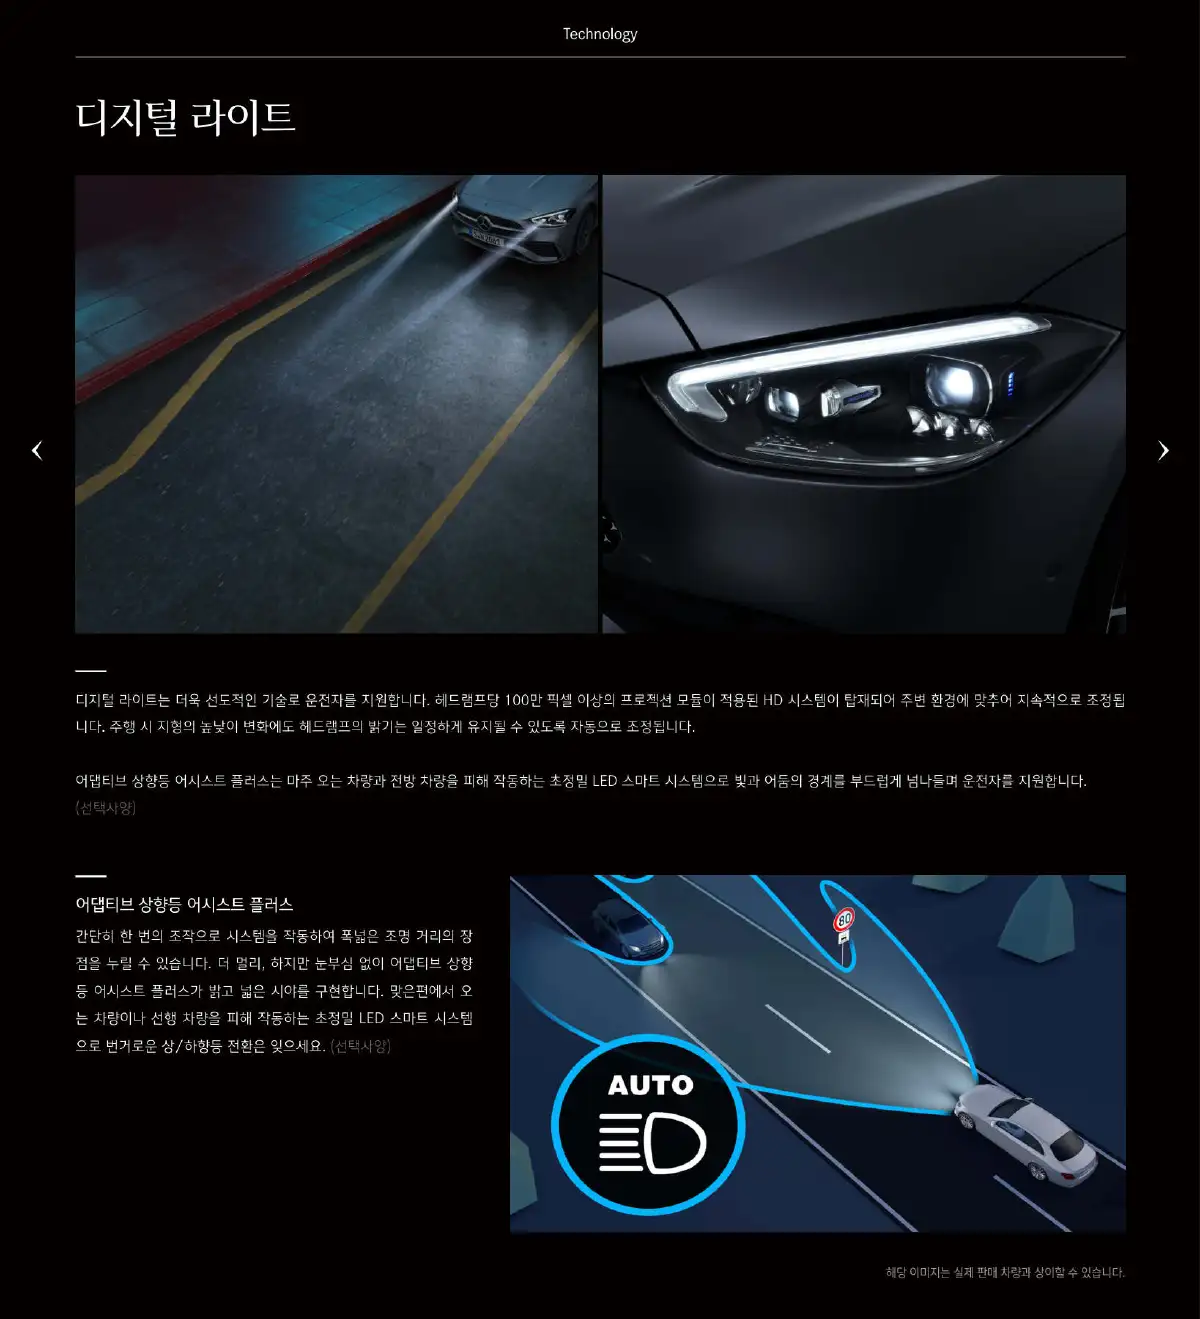 Technology
디지털 라이트
디지털 라이트는 더욱 선도적인 기술로 운전자를 지원합니다. 헤드램프당 100만 픽셀 이상의 프로젝션 모듈이 적용된 HD 시스템이 탑재되어 주변 환경에 맞추어 지속적으로 조정됩
니다. 주행 시 지형의 높낮이 변화에도 헤드램프의 밝기는 일정하게 유지될 수 있도록 자동으로 조정됩니다.
어댑티브 상향등 어시스트 플러스는 마주 오는 차량과 전방 차량을 피해 작동하는 초정밀 LED 스마트 시스템으로 빛과 어둠의 경계를 부드럽게 넘나들며 운전자를 지원합니다.
(선택사양)
어댑티브 상향등 어시스트 플러스
간단히 한 번의 조작으로 시스템을 작동하여 폭넓은 조명 거리의 장
점을 누릴 수 있습니다. 더 멀리, 하지만 눈부심 없이 어댑티브 상향
등 어시스트 플러스가 밝고 넓은 시야를 구현합니다. 맞은편에서 오
는 차량이나 선행 차량을 피해 작동하는 초정밀 LED 스마트 시스템
으로 번거로운 상/하향등 전환은 잊으세요. (선택사양)
80
AUTO
해당 이미지는 실제 판매 차량과 상이할 수 있습니다.